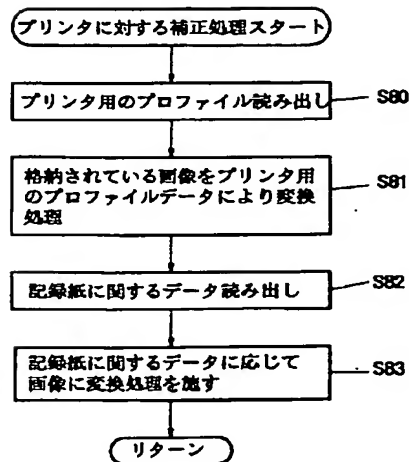 プリンタに対する補正処理スタート
プリンタ用のプロファイル読み出し
S80
格納されている画像をプリンタ用
のプロファイルデータにより変換
処理
S81
記録紙に関するデータ読み出し
S82
記録紙に関するデータに応じて
画像に変換処理を施す
S83
リターン